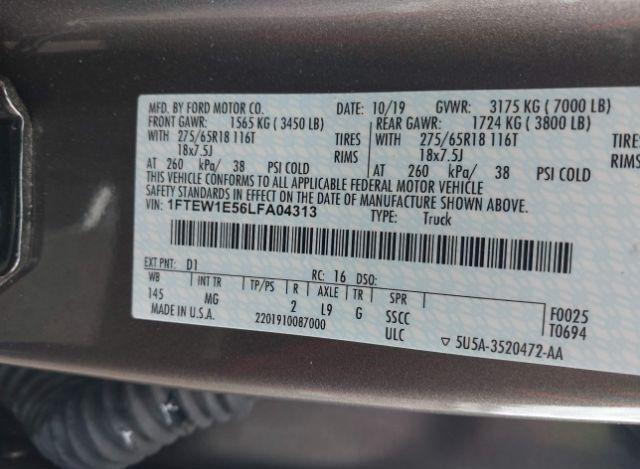 MFD. BY FORD MOTOR CO. DATE: 10/19 GVWR: 3175 KG ( 7000 LB)
FRONT GAWR: 1565 KG ( 3450 LB) REAR GAWR: 1724 KG ( 3800 LB)
WITH 275/65R18 116T TIRES WITH 275/65R18 116T TIRES
18x7.5J RIMS 18x7.5J RIMS
AT 260 kPa/ 38 PSI COLD AT 260 kPa/ 38 PSI COLD
THIS VEHICLE CONFORMS TO ALL APPLICABLE FEDERAL MOTOR VEHICLE
SAFETY STANDARDS IN EFFECT ON THE DATE OF MANUFACTURE SHOWN ABOVE.
VIN: 1FTEW1E56LFA04313 TYPE: Truck
EXT PNT: D1 RC: 16 DSO:
WB INT TR TP/PS R AXLE TR SPR F0025
145 MG 2 L9 G SSCC T0694
MADE IN U.S.A. 2201910087000 ULC 5U5A-3520472-AA